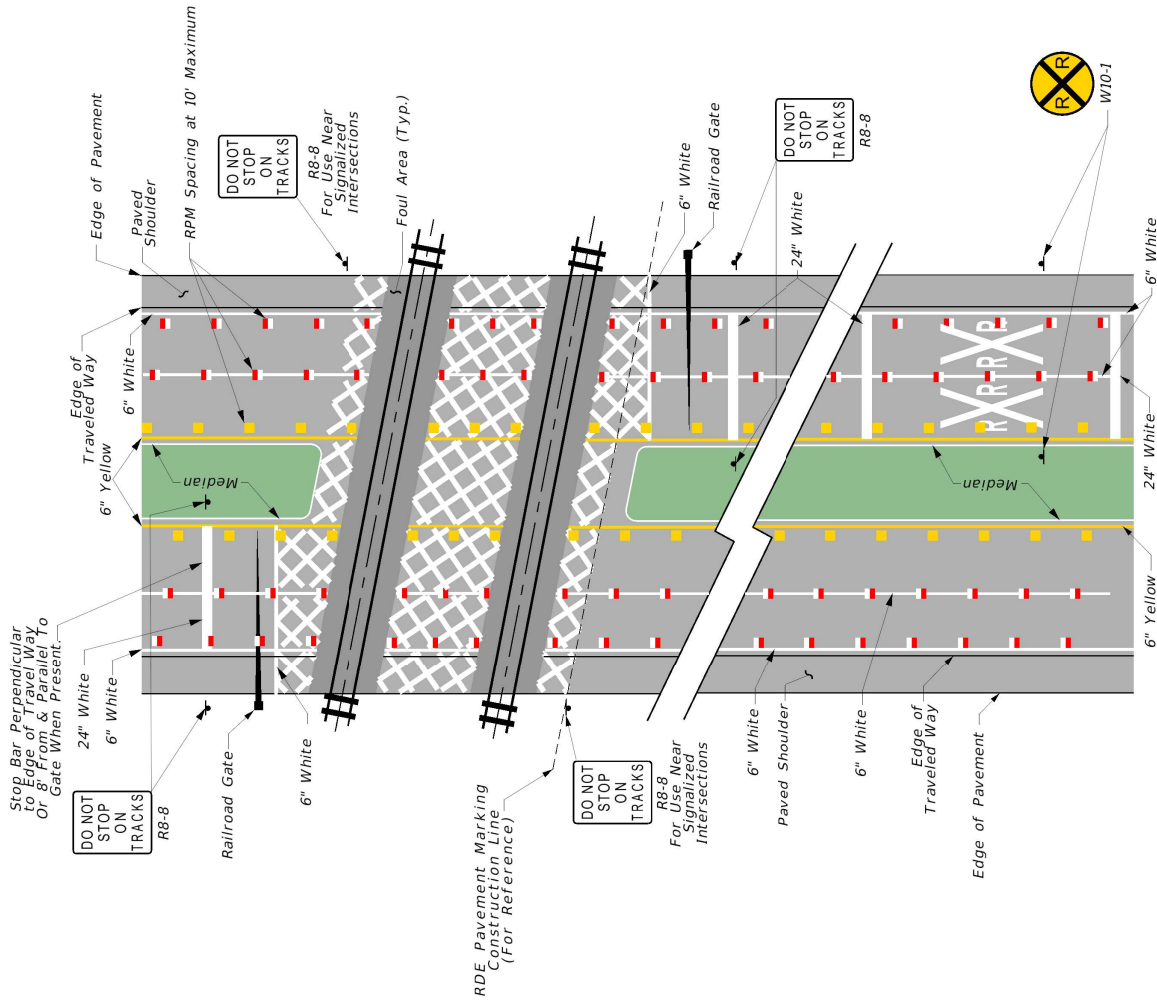 Stop Bar Perpendicular
to Edge of Travel Way
Or 8' From & Parallel To
Gate When Present.
24" White
6" White
DO NOT
STOP
ON
TRACKS
R8-8
Railroad Gate
6" White
RDE Pavement Marking
Construction Line
(For Reference)
DO NOT
STOP
ON
TRACKS
R8-8
For Use Near
Signalized
Intersections
6" White
Paved Shoulder
6" White
Edge of
Traveled Way
Edge of Pavement
6" Yellow
6" Yellow
Median
Median
Edge of
Traveled Way
6" White
Edge of Pavement
Paved
Shoulder
RPM Spacing at 10' Maximum
DO NOT
STOP
ON
TRACKS
R8-8
For Use Near
Signalized
Intersections
Foul Area (Typ.)
6" White
Railroad Gate
24" White
DO NOT
STOP
ON
TRACKS
R8-8
R
R
W10-1
R R
6" White
24" White